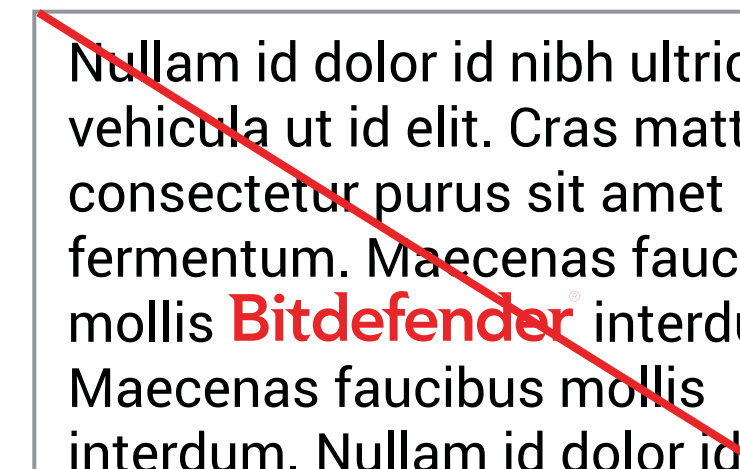 Nullam id dolor id nibh ultric
vehicula ut id elit. Cras matt
consectetur purus sit amet
fermentum. Maecenas fauc
mollis Bitdefender® interdu
Maecenas faucibus mollis
interdum. Nullam id dolor id